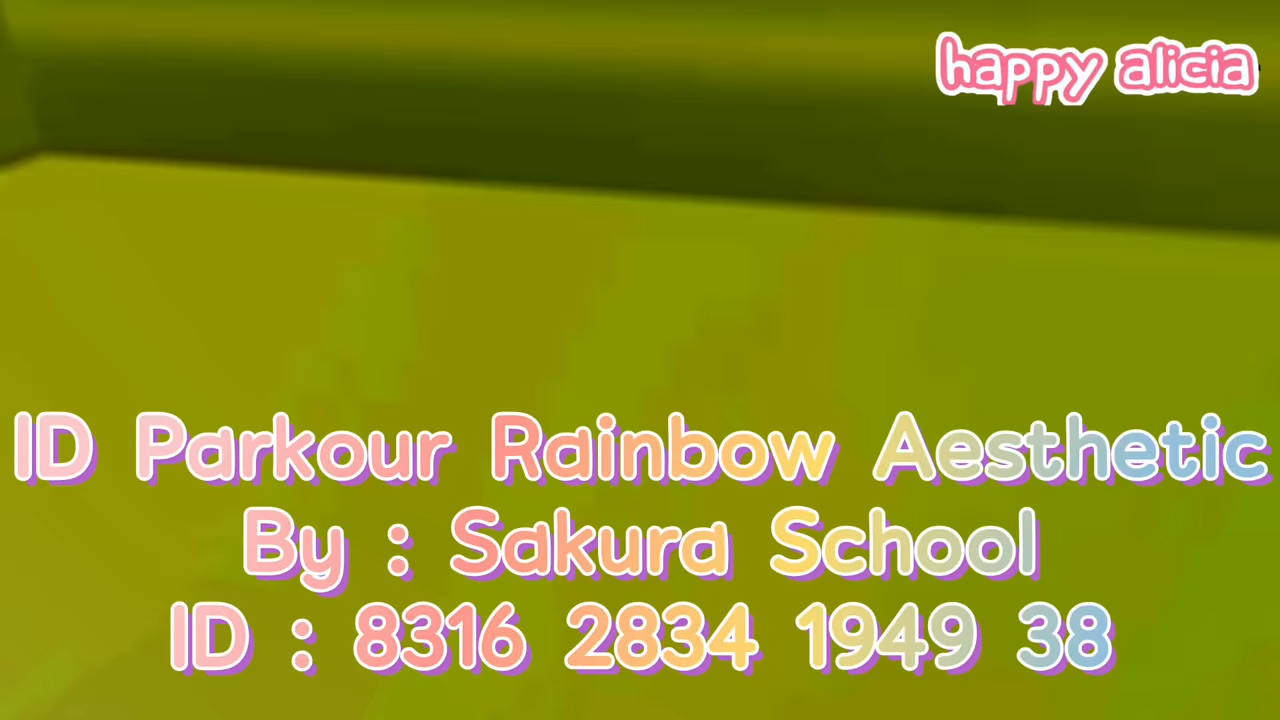 happy alicia
ID Parkour Rainbow Aesthetic
By : Sakura School
ID : 8316 2834 1949 38